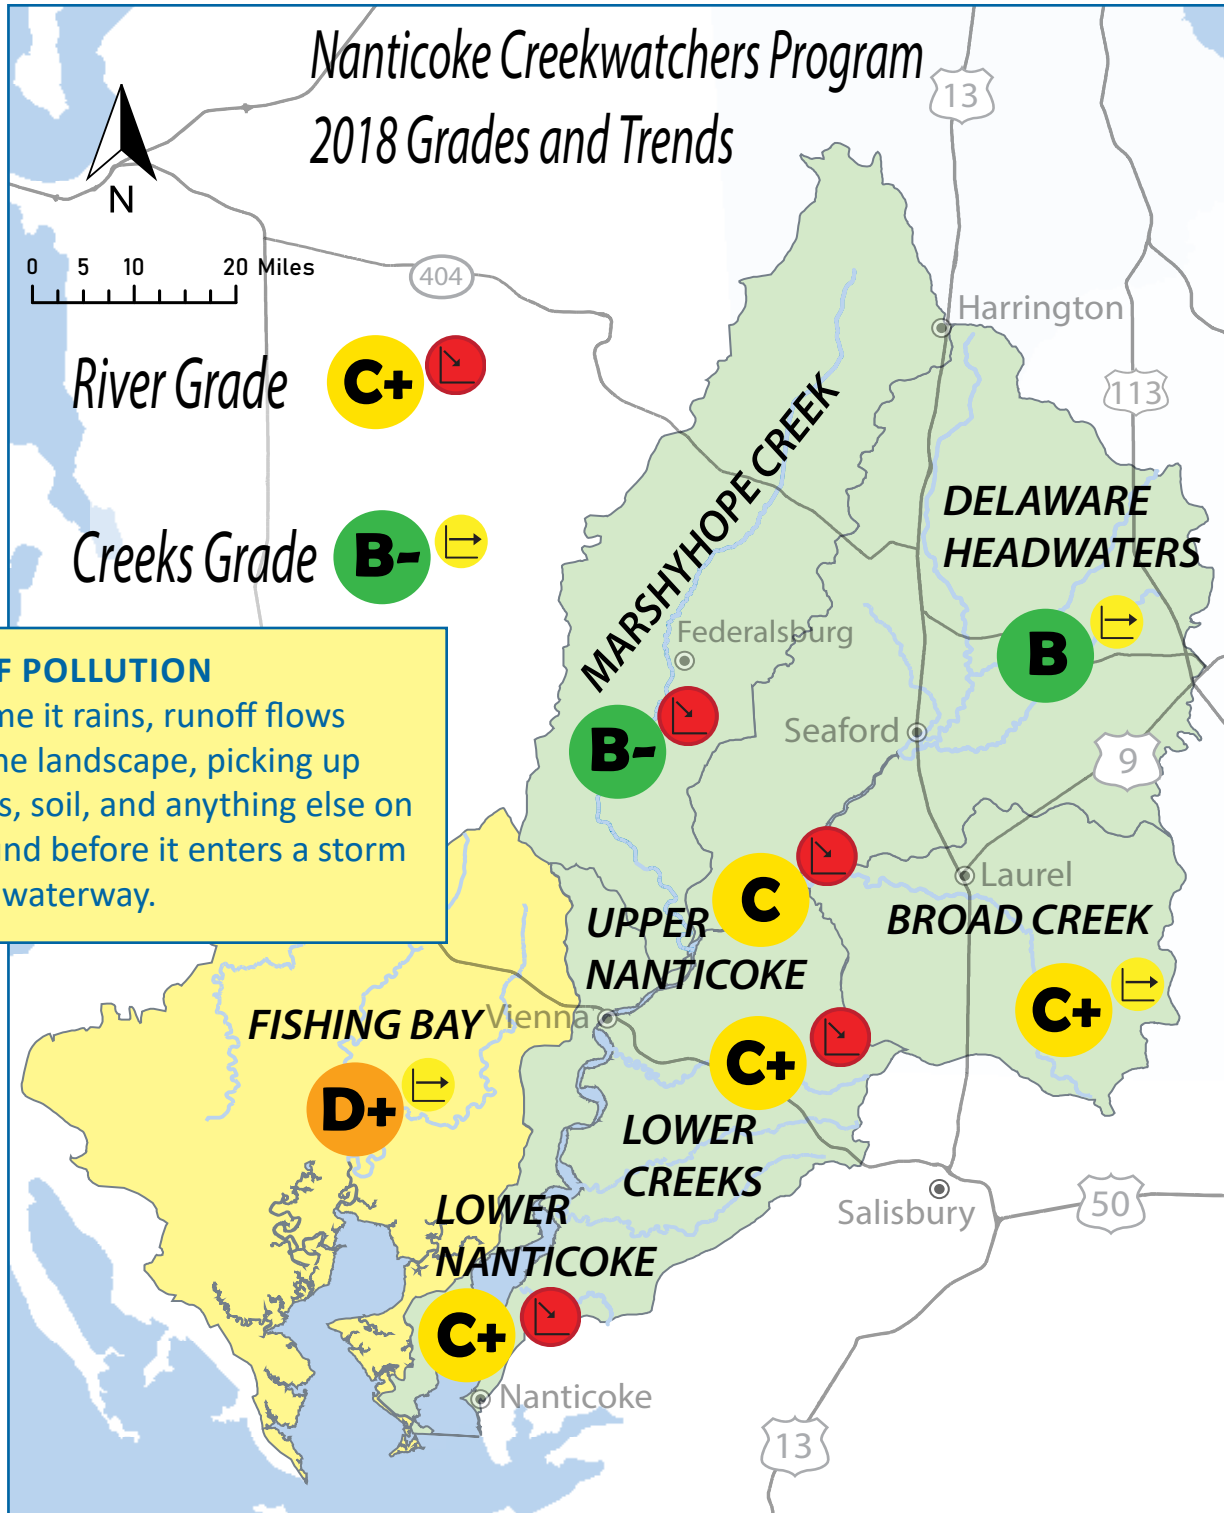 Nanticoke Creekwatchers Program
2018 Grades and Trends
13
N
0 5 10 20 Miles
404
Harrington
River Grade C+
113
MARSHYHOPE CREEK
DELAWARE
HEADWATERS
Creeks Grade B-
B
Federalsburg
F POLLUTION
me it rains, runoff flows
he landscape, picking up
s, soil, and anything else on
und before it enters a storm
waterway.
B-
Seaford
9
C
Laurel
UPPER
NANTICOKE
BROAD CREEK
C+
FISHING BAY
Vienna
D+
C+
LOWER
CREEKS
LOWER
NANTICOKE
Salisbury
50
C+
Nanticoke
13